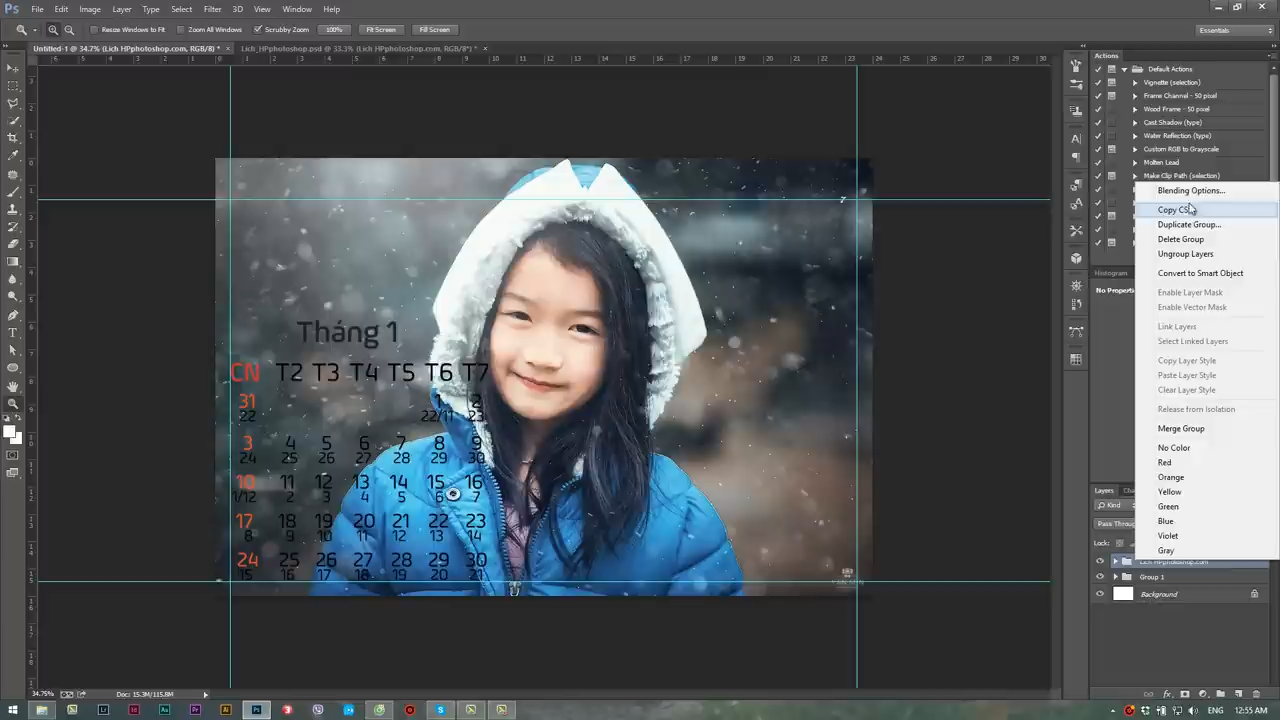 Ps File Edit Image Layer Type Select Filter 3D View Window Help
Resize Windows to Fit Zoom All Windows Scrubby Zoom 100% Fit Screen Fill Screen Essentials
Untitled-1 @ 34.7% (Lich HPphotoshop.com, RGB/8) * × Lich_HPphotoshop.psd @ 33.3% (Lich HPphotoshop.com, RGB/8*) * ×
Actions
Default Actions
Vignette (selection)
Frame Channel - 50 pixel
Wood Frame - 50 pixel
Cast Shadow (type)
Water Reflection (type)
Custom RGB to Grayscale
Molten Lead
Make Clip Path (selection)
Blending Options...
Copy CSS
Duplicate Group...
Delete Group
Ungroup Layers
Convert to Smart Object
Enable Layer Mask
Enable Vector Mask
Link Layers
Select Linked Layers
Copy Layer Style
Paste Layer Style
Clear Layer Style
Release from Isolation
Merge Group
No Color
Red
Orange
Yellow
Green
Blue
Violet
Gray
Histogram
No Properties
Layers
Kind
Pass Through
Lock:
Lich HPphotoshop.com
Group 1
Background
Tháng 1
CN T2 T3 T4 T5 T6 T7
31 1 2
22 22/11 23
3 4 5 6 7 8 9
24 25 26 27 28 29 30
10 11 12 13 14 15 16
1/12 2 3 4 5 6 7
17 18 19 20 21 22 23
8 9 10 11 12 13 14
24 25 26 27 28 29 30
15 16 17 18 19 20 21
34.75% Doc: 15.3M/115.8M
12:55 AM